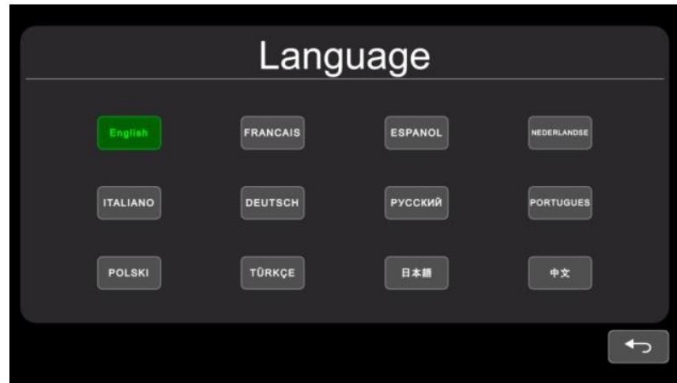 Language
English FRANCAIS ESPANOL NEDERLANDSE
ITALIANO DEUTSCH РУССКИЙ PORTUGUES
POLSKI TÜRKÇE 日本語 中文